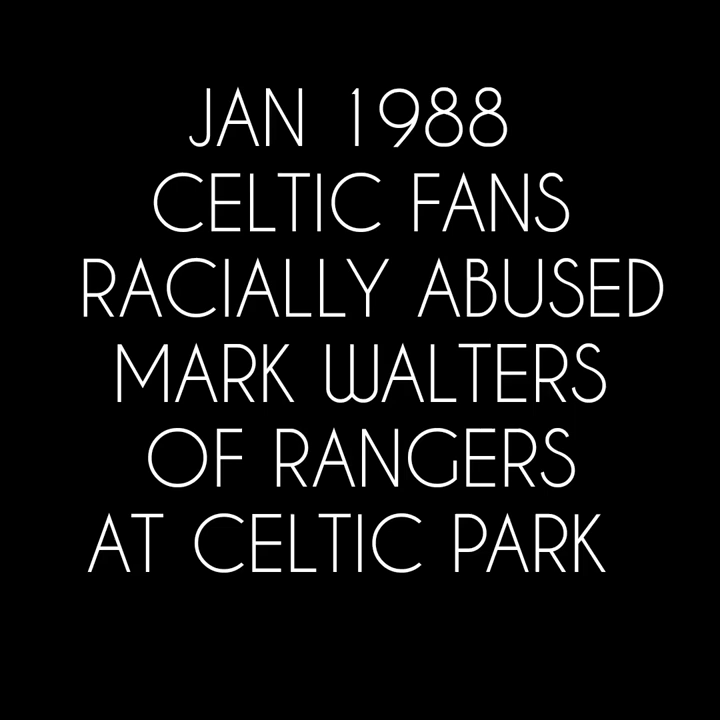 JAN 1988
CELTIC FANS
RACIALLY ABUSED
MARK WALTERS
OF RANGERS
AT CELTIC PARK